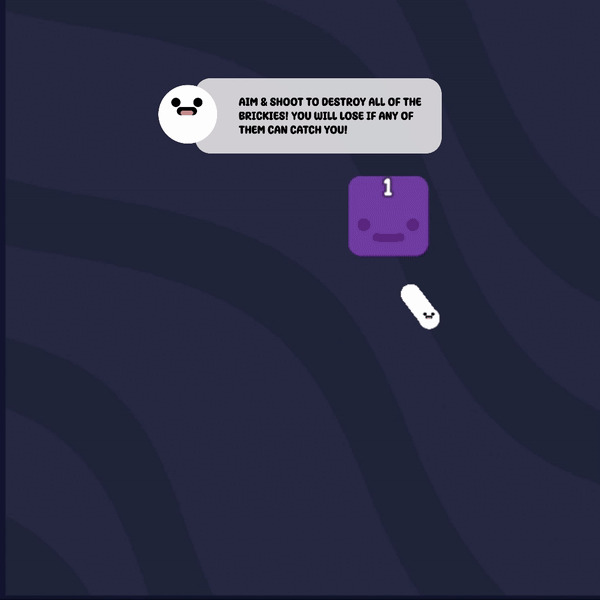 AIM & SHOOT TO DESTROY ALL OF THE
BRICKIES! YOU WILL LOSE IF ANY OF
THEM CAN CATCH YOU!
1